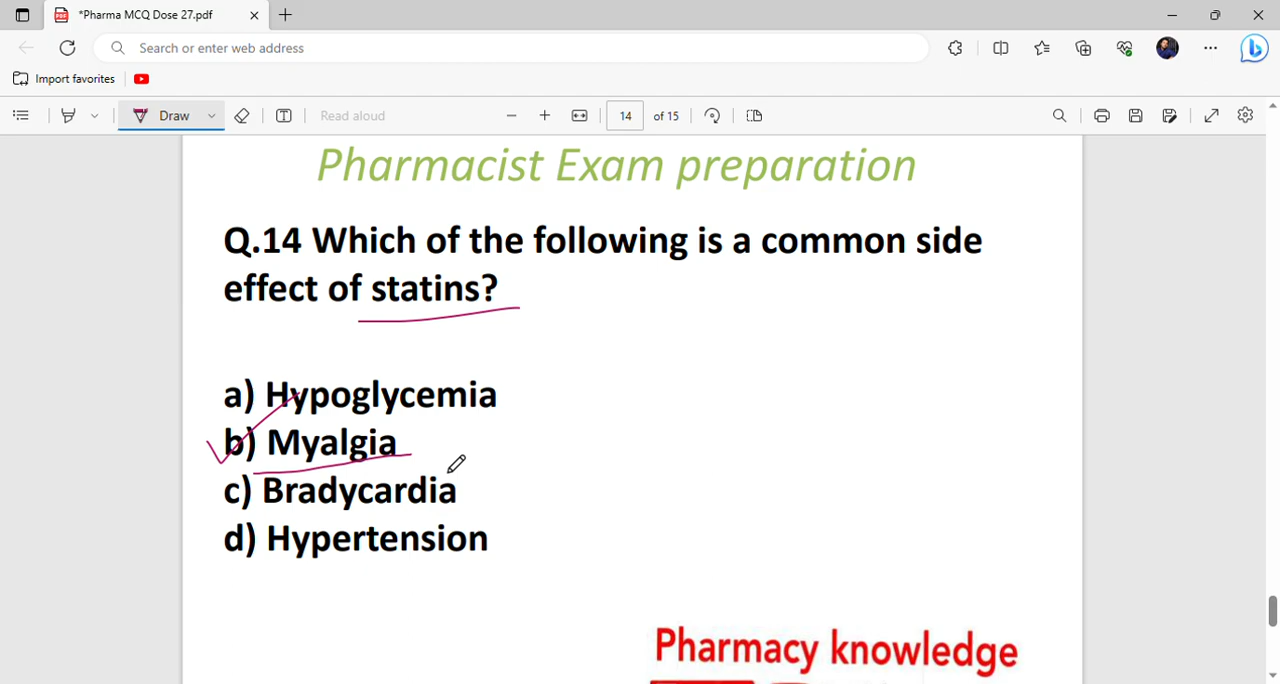 *Pharma MCQ Dose 27.pdf
Search or enter web address
Import favorites
Draw
Read aloud
14 of 15
Pharmacist Exam preparation
Q.14 Which of the following is a common side
effect of statins?
a) Hypoglycemia
b) Myalgia
c) Bradycardia
d) Hypertension
Pharmacy knowledge